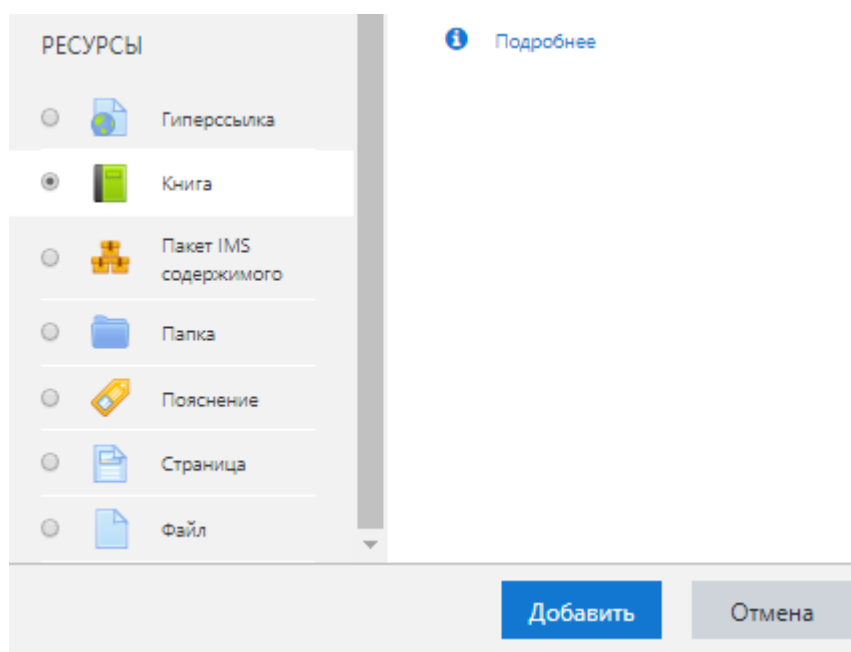 РЕСУРСЫ
Подробнее
Гиперссылка
Книга
Пакет IMS
содержимого
Папка
Пояснение
Страница
Файл
Добавить
Отмена